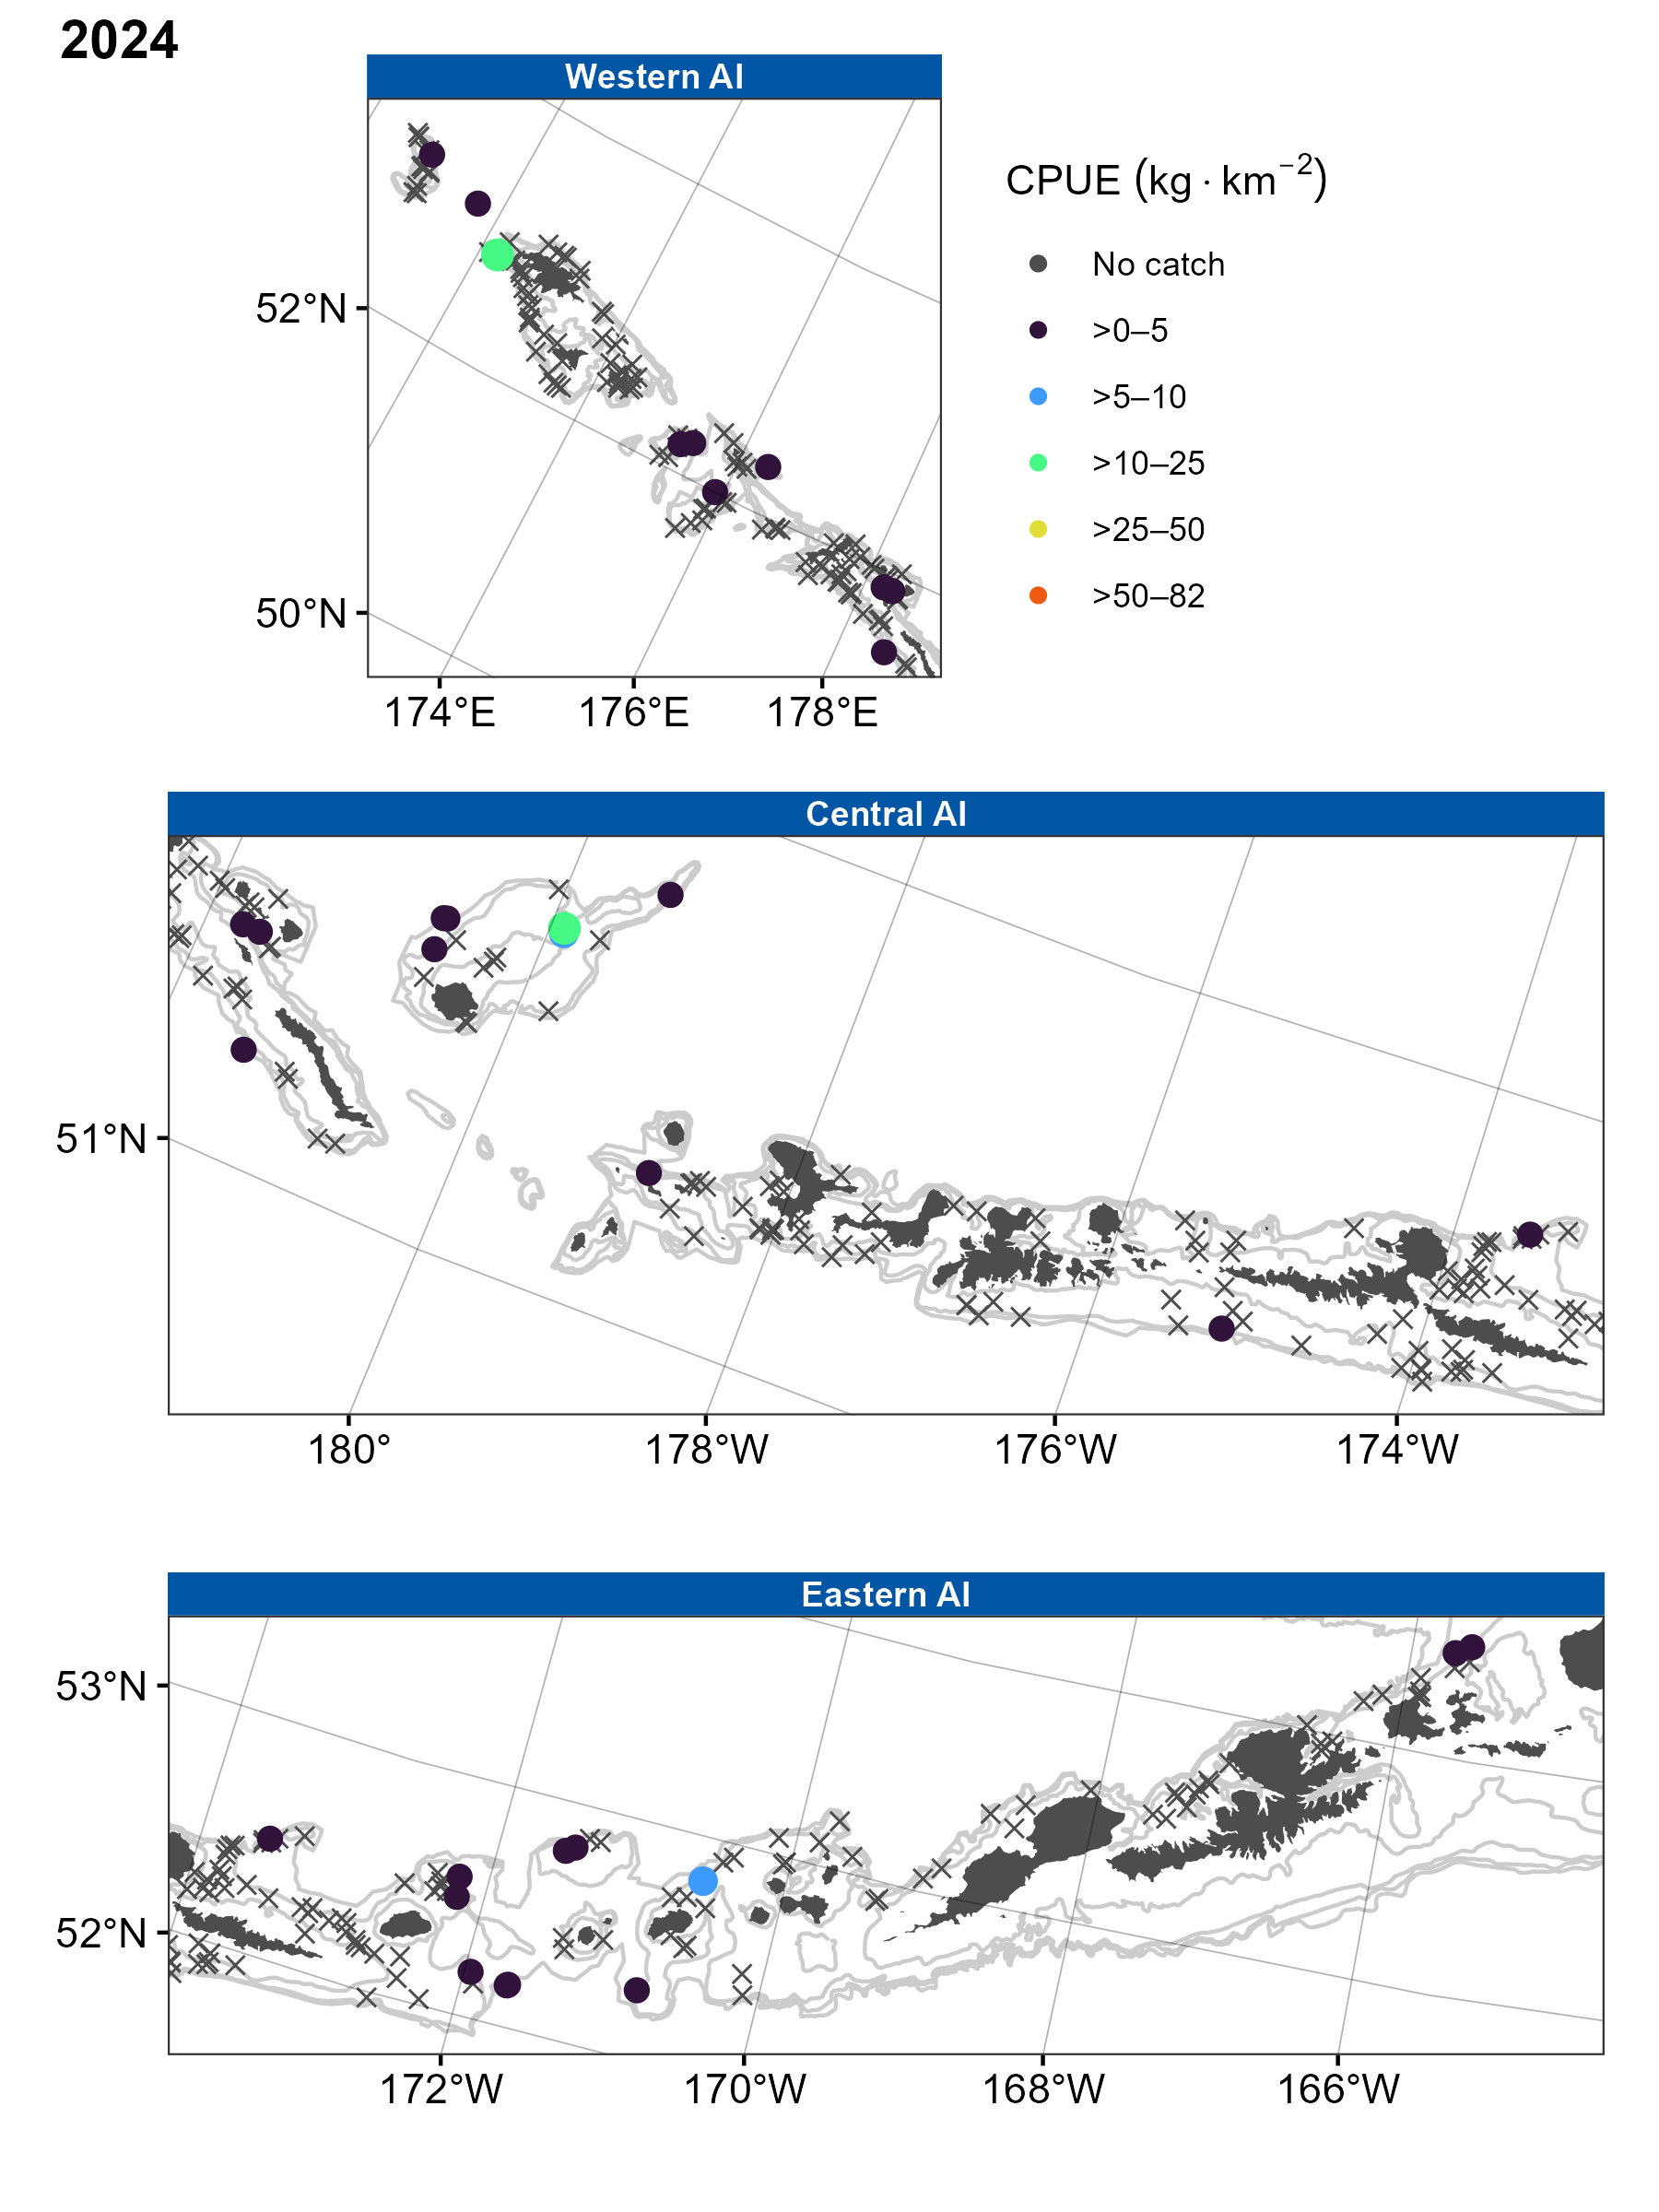 2024
Western AI
52°N
50°N
174°E 176°E 178°E
CPUE (kg · km⁻²)
No catch
>0–5
>5–10
>10–25
>25–50
>50–82
Central AI
51°N
180° 178°W 176°W 174°W
Eastern AI
53°N
52°N
172°W 170°W 168°W 166°W